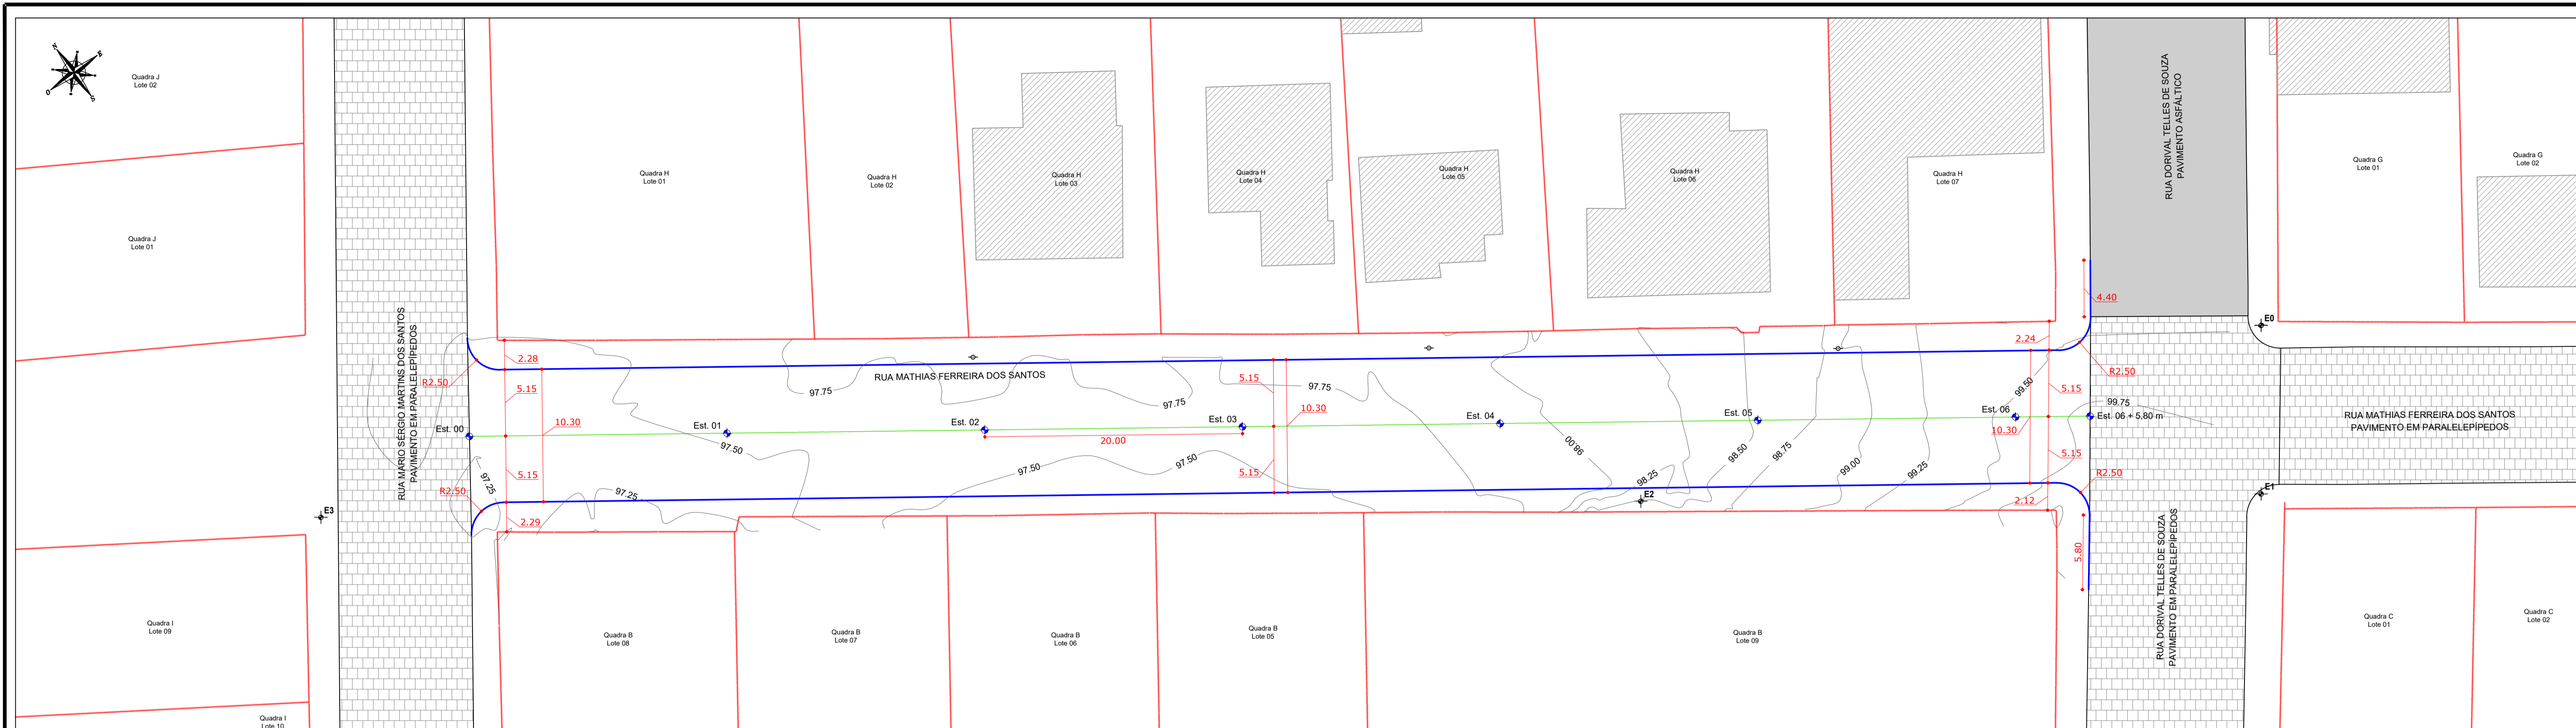 N
E
O
S
Quadra J
Lote 02
Quadra J
Lote 01
Quadra I
Lote 09
Quadra I
Lote 10
RUA MARIO SÉRGIO MARTINS DOS SANTOS
PAVIMENTO EM PARALELEPÍPEDOS
E3
Quadra H
Lote 01
Quadra H
Lote 02
Quadra H
Lote 03
Quadra H
Lote 04
Quadra H
Lote 05
Quadra H
Lote 06
Quadra H
Lote 07
RUA DORIVAL TELLES DE SOUZA
PAVIMENTO ASFÁLTICO
Quadra G
Lote 01
Quadra G
Lote 02
4.40
E0
2.28
2.24
R2.50
R2.50
RUA MATHIAS FERREIRA DOS SANTOS
5.15
97.75
97.75
5.15
97.75
10.30
99.50
5.15
99.75
10.30
Est. 00
Est. 01
Est. 02
Est. 03
Est. 04
Est. 05
Est. 06
Est. 06 + 5,80 m
RUA MATHIAS FERREIRA DOS SANTOS
PAVIMENTO EM PARALELEPÍPEDOS
20.00
10.30
97.50
98.00
98.50
98.75
5.15
97.25
97.50
97.50
5.15
98.25
99.00
99.25
5.15
R2.50
97.25
R2.50
E2
E1
2.29
2.12
5.80
RUA DORIVAL TELLES DE SOUZA
PAVIMENTO EM PARALELEPÍPEDOS
Quadra B
Lote 08
Quadra B
Lote 07
Quadra B
Lote 06
Quadra B
Lote 05
Quadra B
Lote 09
Quadra C
Lote 01
Quadra C
Lote 02